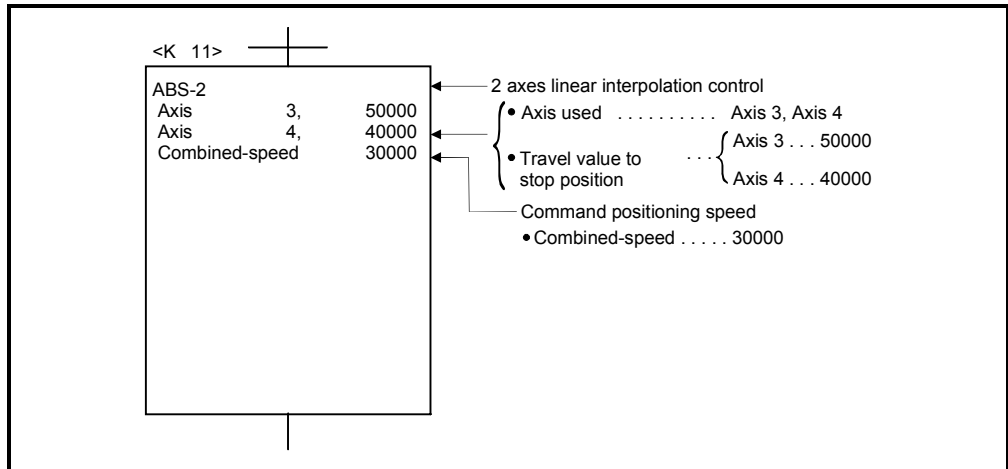 <K 11>
ABS-2
Axis 3, 50000
Axis 4, 40000
Combined-speed 30000
2 axes linear interpolation control
• Axis used . . . . . . . . . . Axis 3, Axis 4
• Travel value to stop position . . .
Axis 3 . . . 50000
Axis 4 . . . 40000
Command positioning speed
• Combined-speed . . . . . 30000